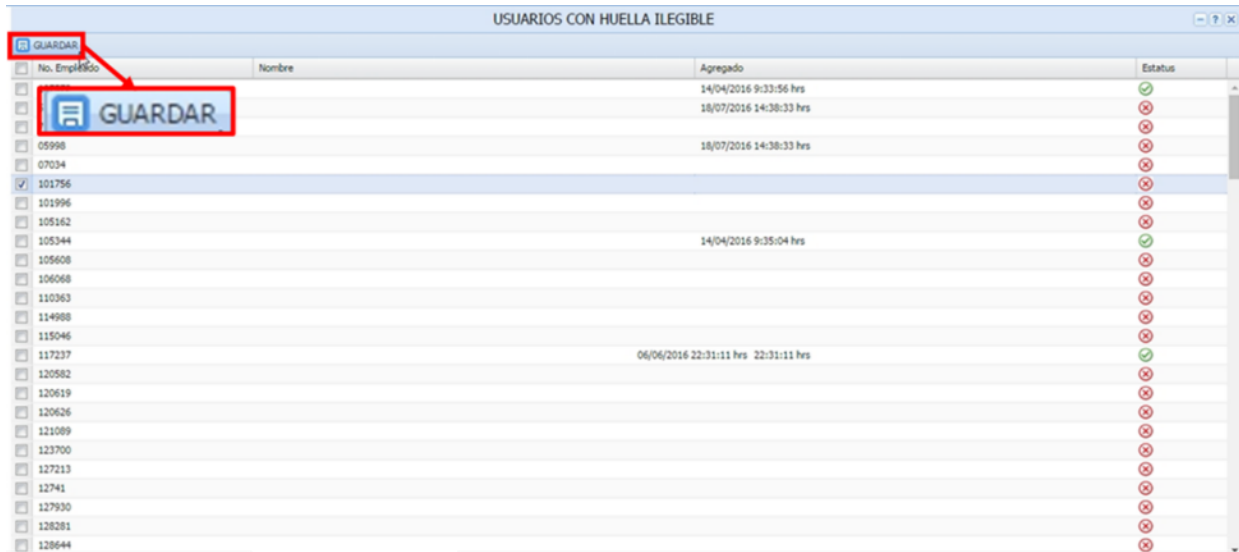 USUARIOS CON HUELLA ILEGIBLE
GUARDAR
No. Empleado Nombre Agregado Estatus
14/04/2016 9:33:56 hrs
GUARDAR 18/07/2016 14:38:33 hrs
05998 18/07/2016 14:38:33 hrs
07034
101756
101996
105162
105344 14/04/2016 9:35:04 hrs
105608
106068
110363
114988
115046
117237 06/06/2016 22:31:11 hrs 22:31:11 hrs
120582
120619
120626
121089
123700
127213
12741
127930
128281
128644